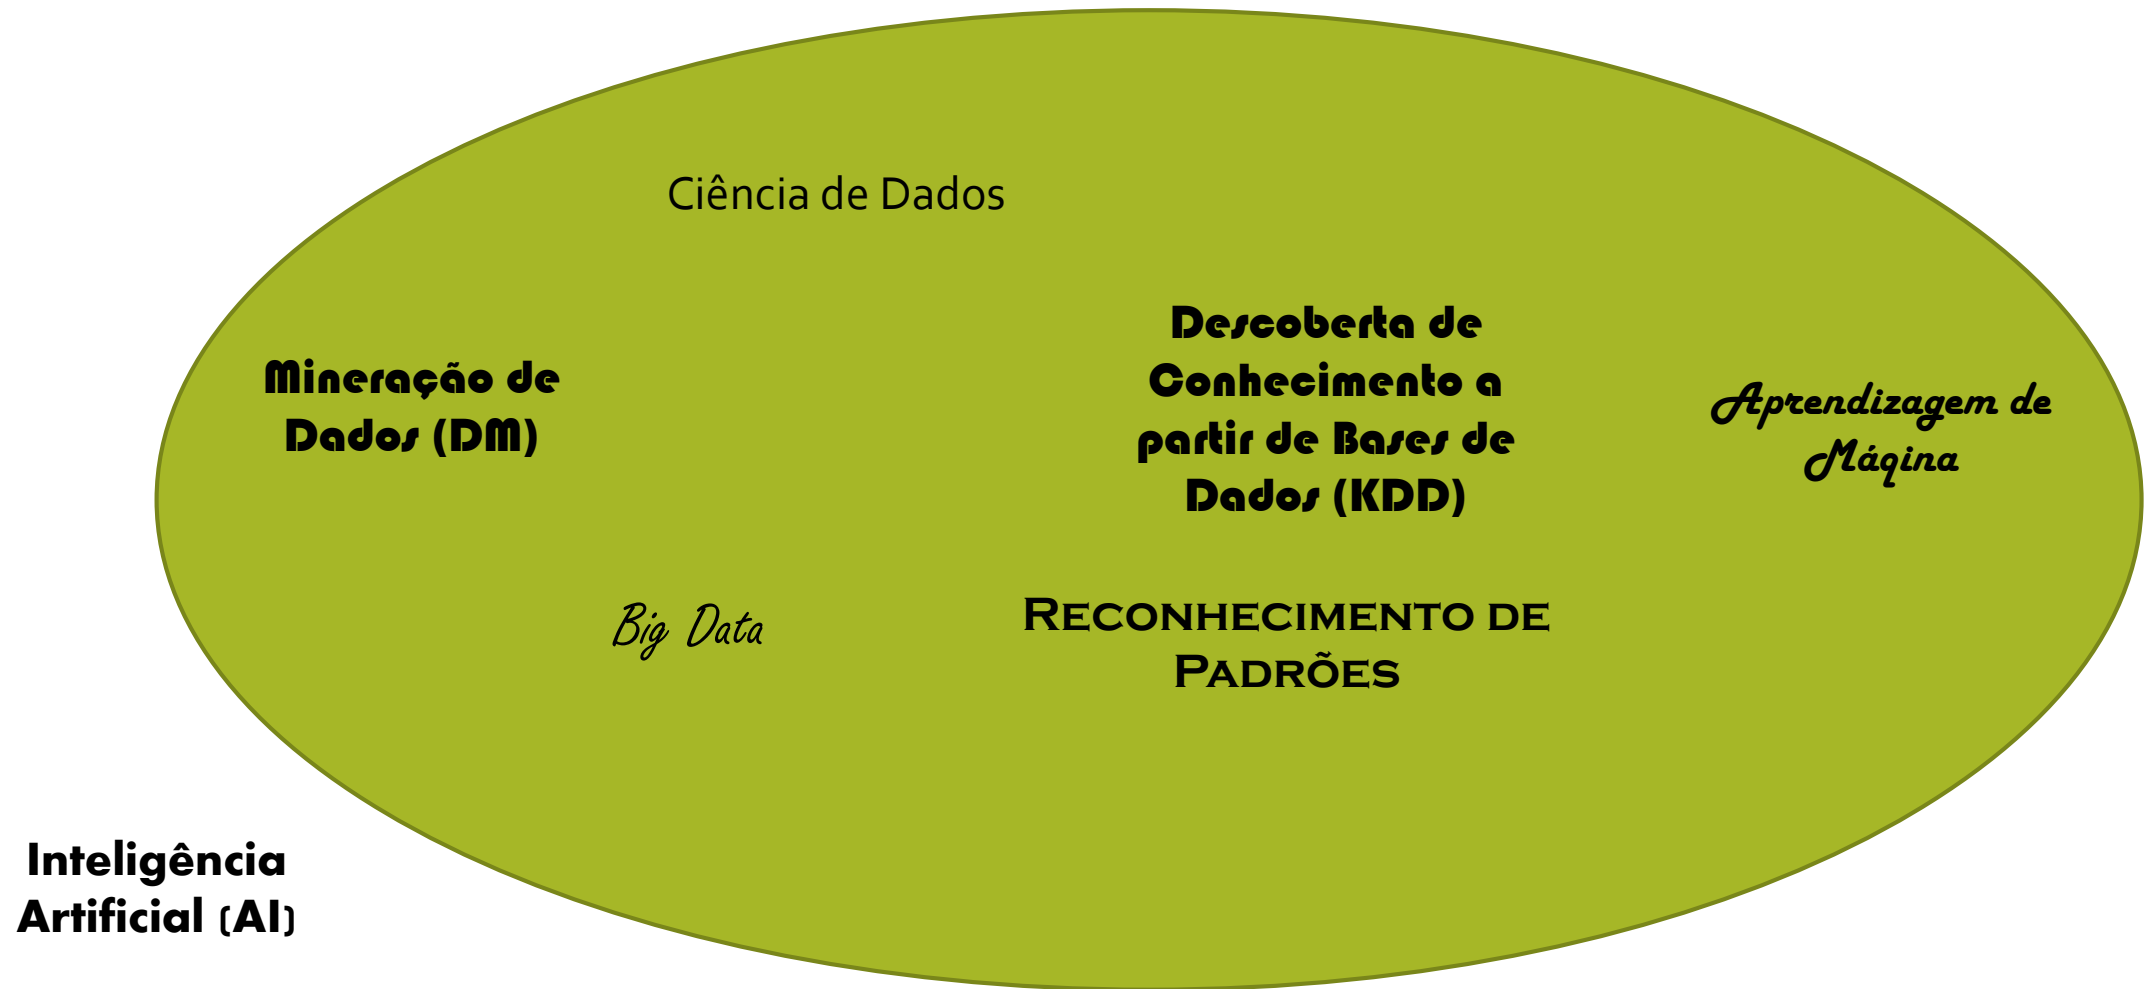 Ciência de Dados
Mineração de
Dados (DM)
Descoberta de
Conhecimento a
partir de Bases de
Dados (KDD)
Aprendizagem de
Máqina
Big Data
Reconhecimento de
Padrões
Inteligência
Artificial (AI)